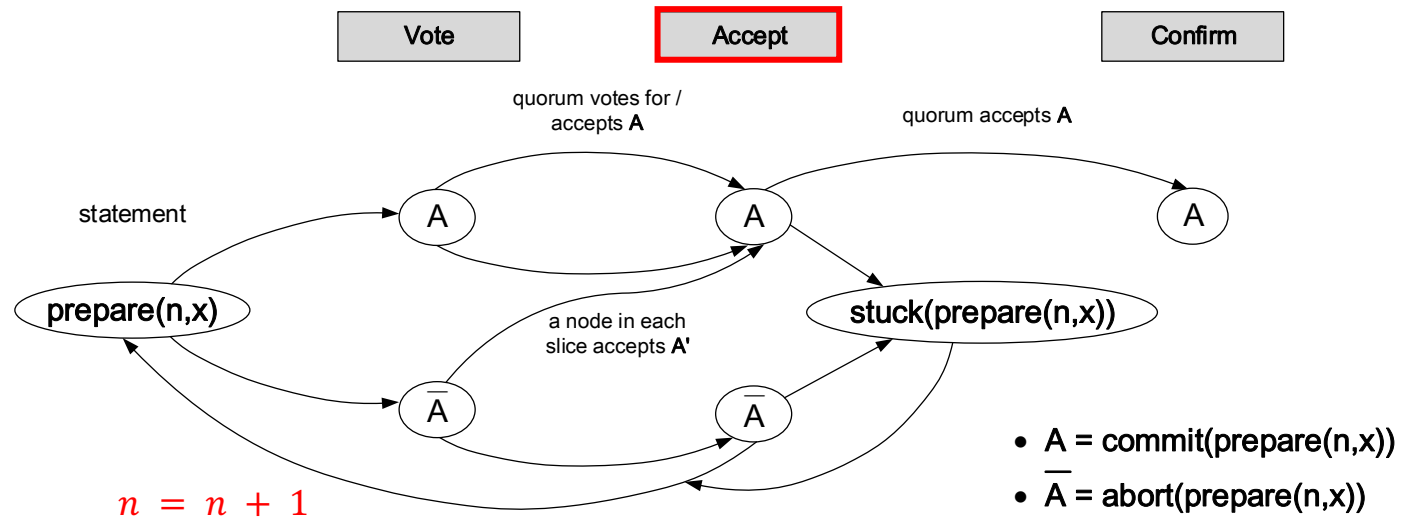 Vote
Accept
Confirm
quorum votes for /
accepts A
quorum accepts A
statement
A
A
A
prepare(n,x)
stuck(prepare(n,x))
a node in each
slice accepts A'
A̅
A̅
• A = commit(prepare(n,x))
• A̅ = abort(prepare(n,x))
n = n + 1